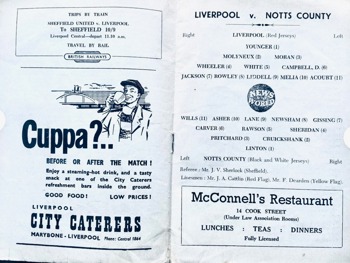 TRIPS BY TRAIN
SHEFFIELD UNITED v. LIVERPOOL
To SHEFFIELD 10/9
Liverpool Central—depart 11.10 a.m.
TRAVEL BY RAIL
BRITISH RAILWAYS
Cuppa?..
BEFORE OR AFTER THE MATCH!
Enjoy a steaming-hot drink, and a tasty
snack at one of the City Caterers
refreshment bars inside the ground.
GOOD FOOD! LOW PRICES!
LIVERPOOL
CITY CATERERS
MARYBONE - LIVERPOOL Phone: Central 1864
LIVERPOOL v. NOTTS COUNTY
Right LIVERPOOL (Red Jerseys) Left
YOUNGER (1)
MOLYNEUX (2) MORAN (3)
WHEELER (4) WHITE (5) CAMPBELL, D. (6)
JACKSON (7) ROWLEY (8) LIDDELL (9) MELIA (10) ACOURT (11)
NEWS
OF THE
WORLD
WILLS (11) ASHER (10) LANE (9) NEWSHAM (8) GISSING (7)
CARVER (6) RAWSON (5) SHERIDAN (4)
PRITCHARD (3) CRUICKSHANK (2)
LINTON (1)
Left NOTTS COUNTY (Black and White Jerseys) Right
Referee: Mr. J. V. Sherlock (Sheffield).
Linesmen: Mr. J. A. Cattlin (Red Flag) Mr. F. Dearden (Yellow Flag)
McConnell's Restaurant
14 COOK STREET
(Under Law Association Rooms)
LUNCHES : TEAS : DINNERS
Fully Licensed